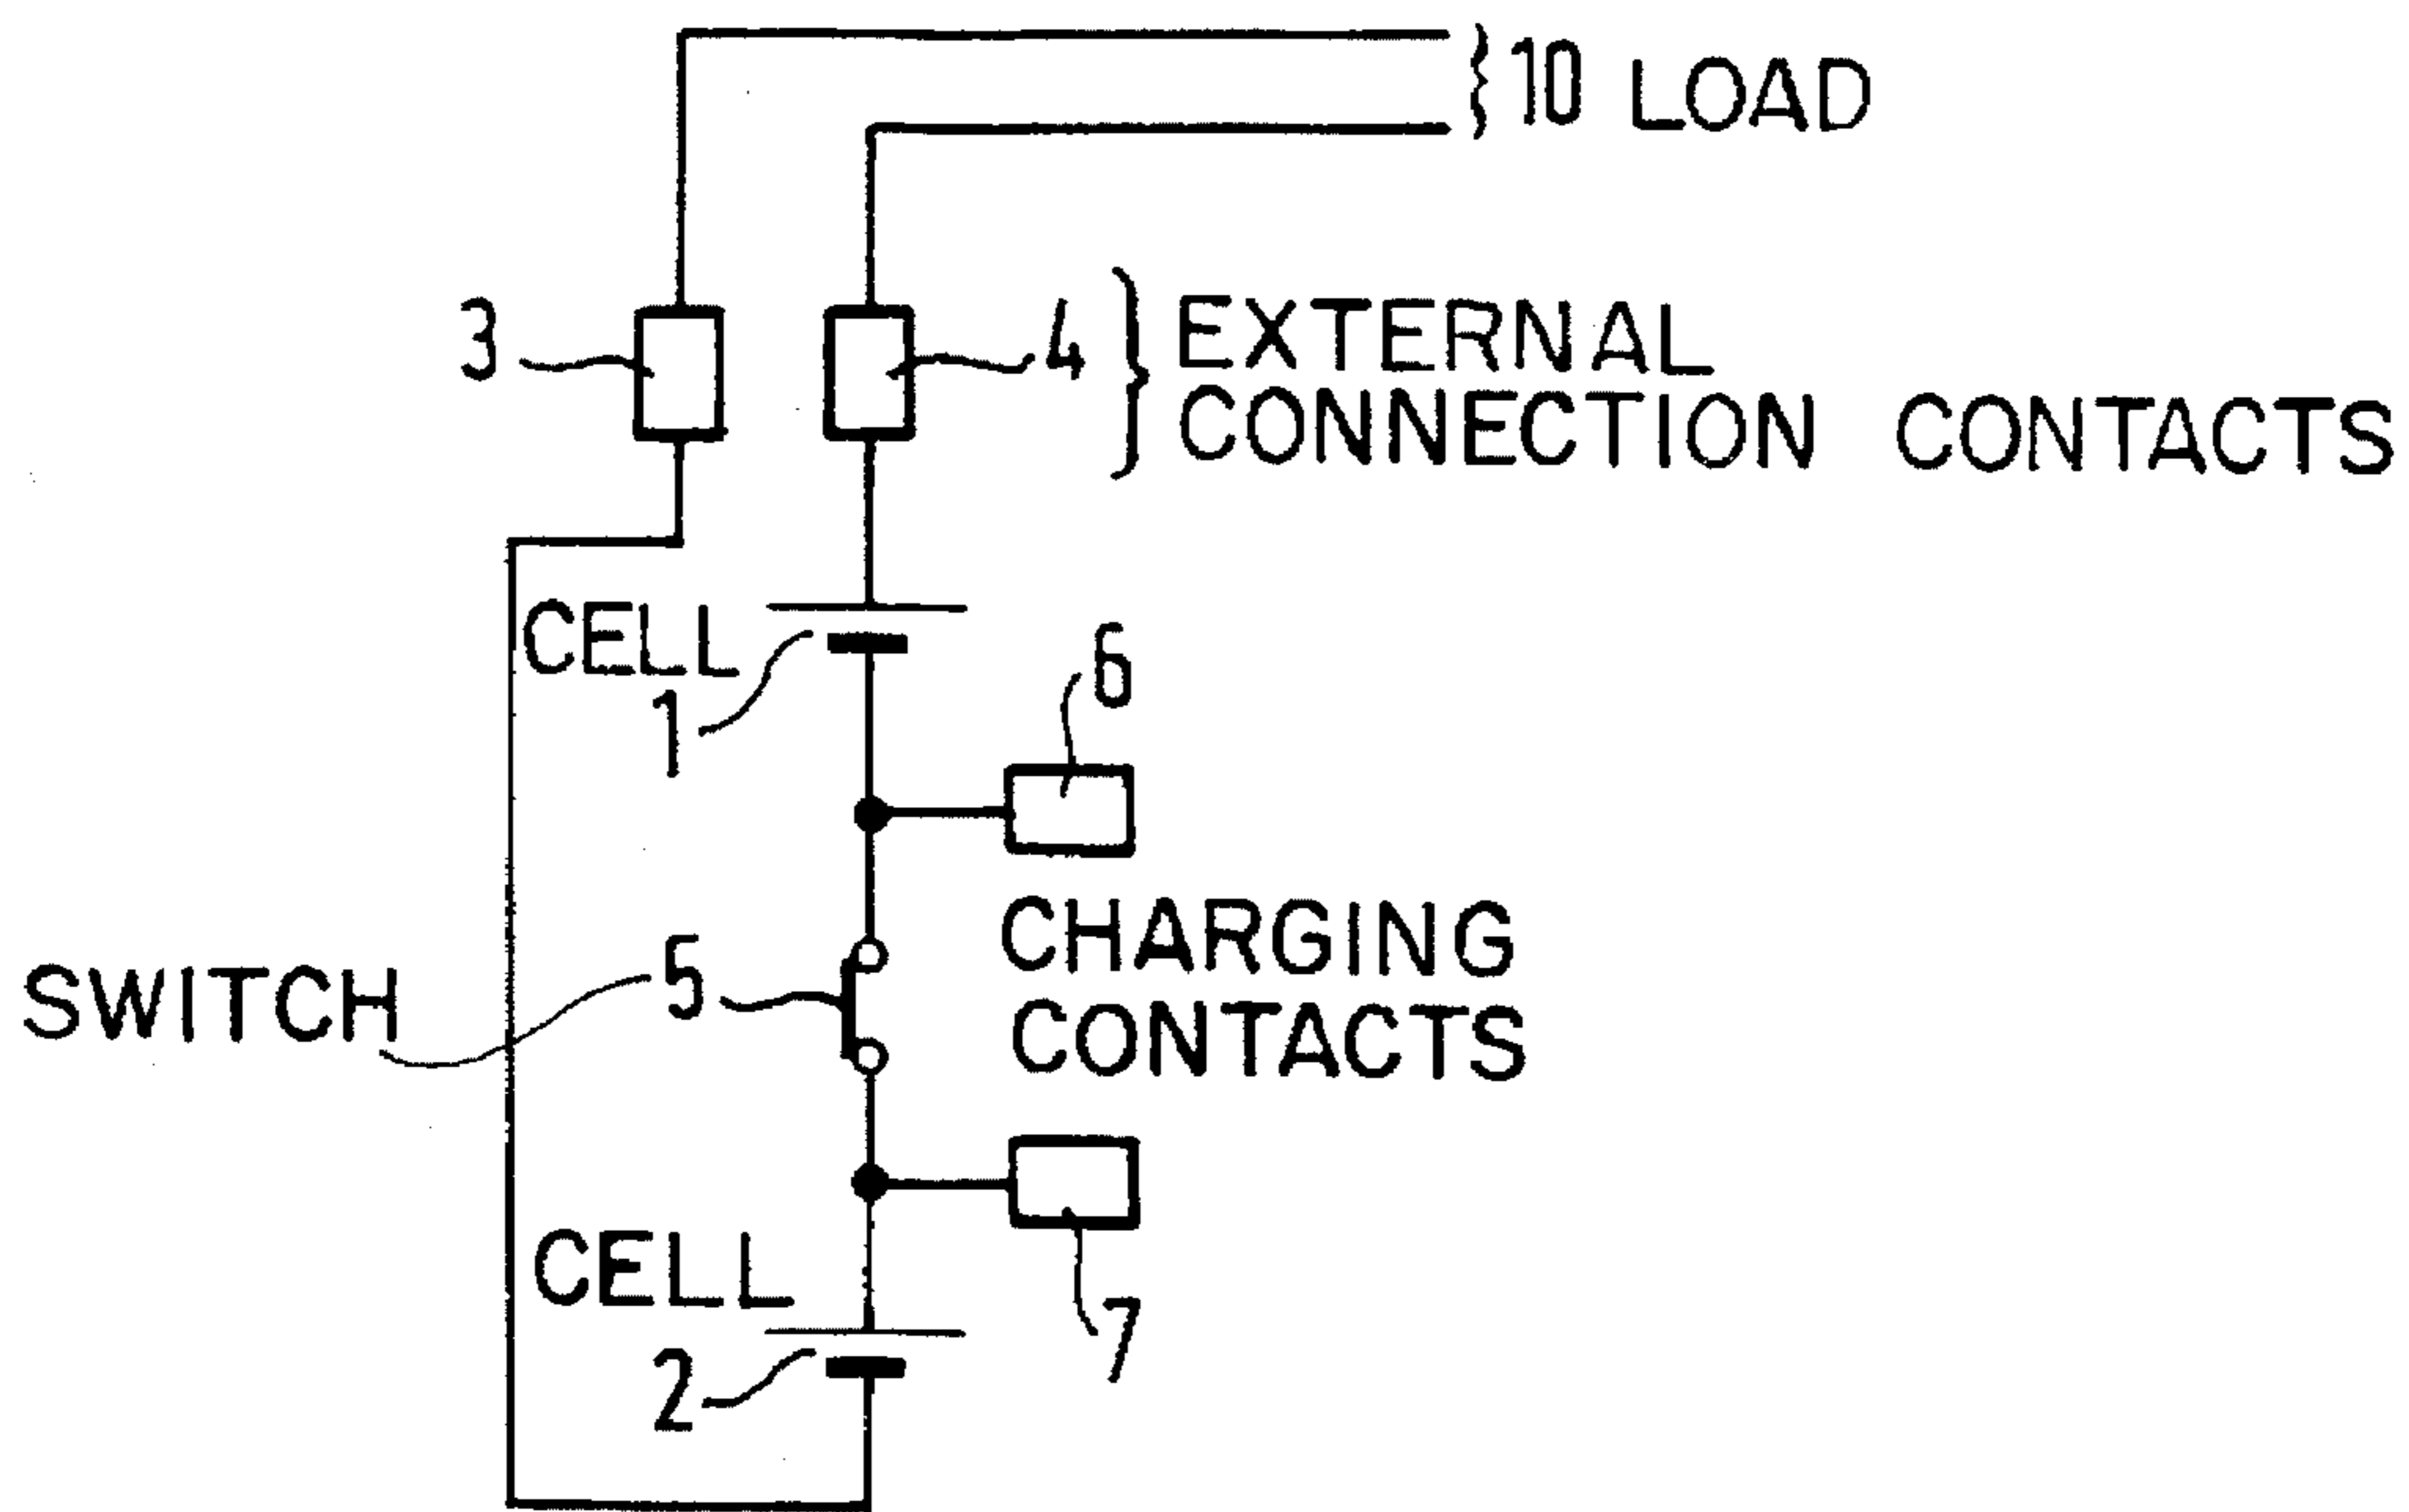 10 LOAD
3
4
EXTERNAL
CONNECTION CONTACTS
CELL
1
6
CHARGING
CONTACTS
SWITCH
5
CELL
2
7